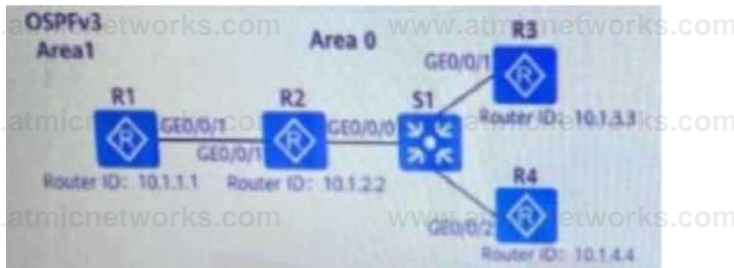 OSPFv3
Area1
Area 0
R3
GE0/0/1
R1
R2
S1
GE0/0/1
GE0/0/0
Router ID: 10.1.3.3
GE0/0/1
Router ID: 10.1.1.1
Router ID: 10.1.2.2
R4
GE0/0/2
Router ID: 10.1.4.4
.atmicnetworks.com
www.atmicnetworks.com